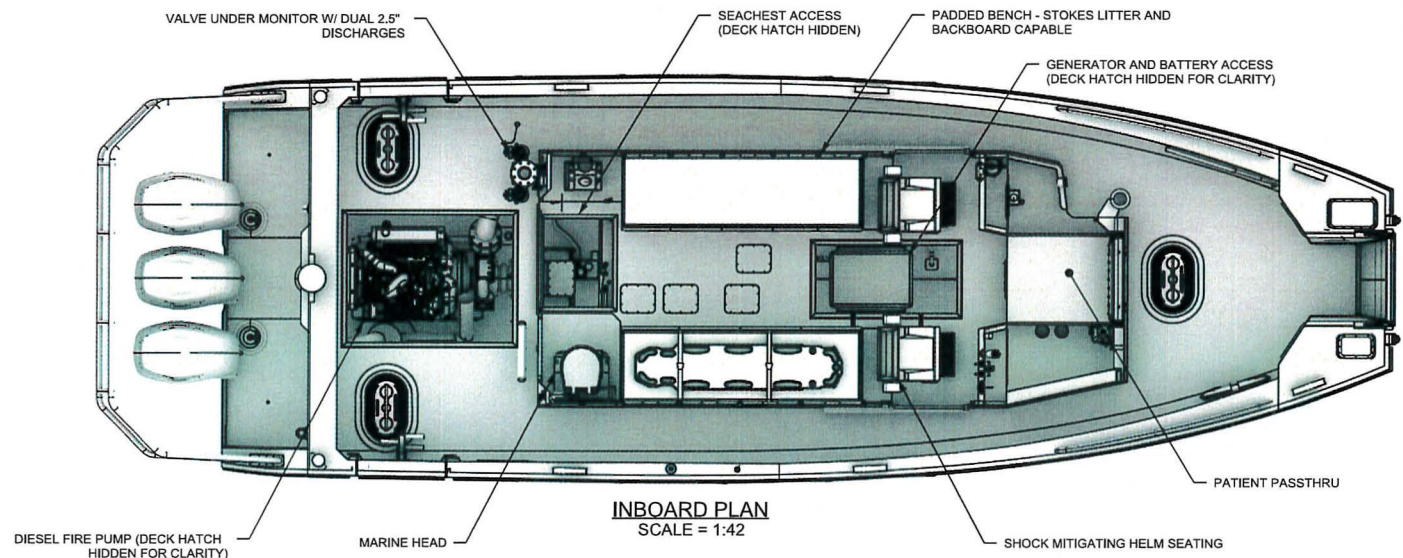 VALVE UNDER MONITOR W/ DUAL 2.5"
DISCHARGES
SEACHEST ACCESS
(DECK HATCH HIDDEN)
PADDED BENCH - STOKES LITTER AND
BACKBOARD CAPABLE
GENERATOR AND BATTERY ACCESS
(DECK HATCH HIDDEN FOR CLARITY)
PATIENT PASSTHRU
INBOARD PLAN
SCALE = 1:42
DIESEL FIRE PUMP (DECK HATCH
HIDDEN FOR CLARITY)
MARINE HEAD
SHOCK MITIGATING HELM SEATING